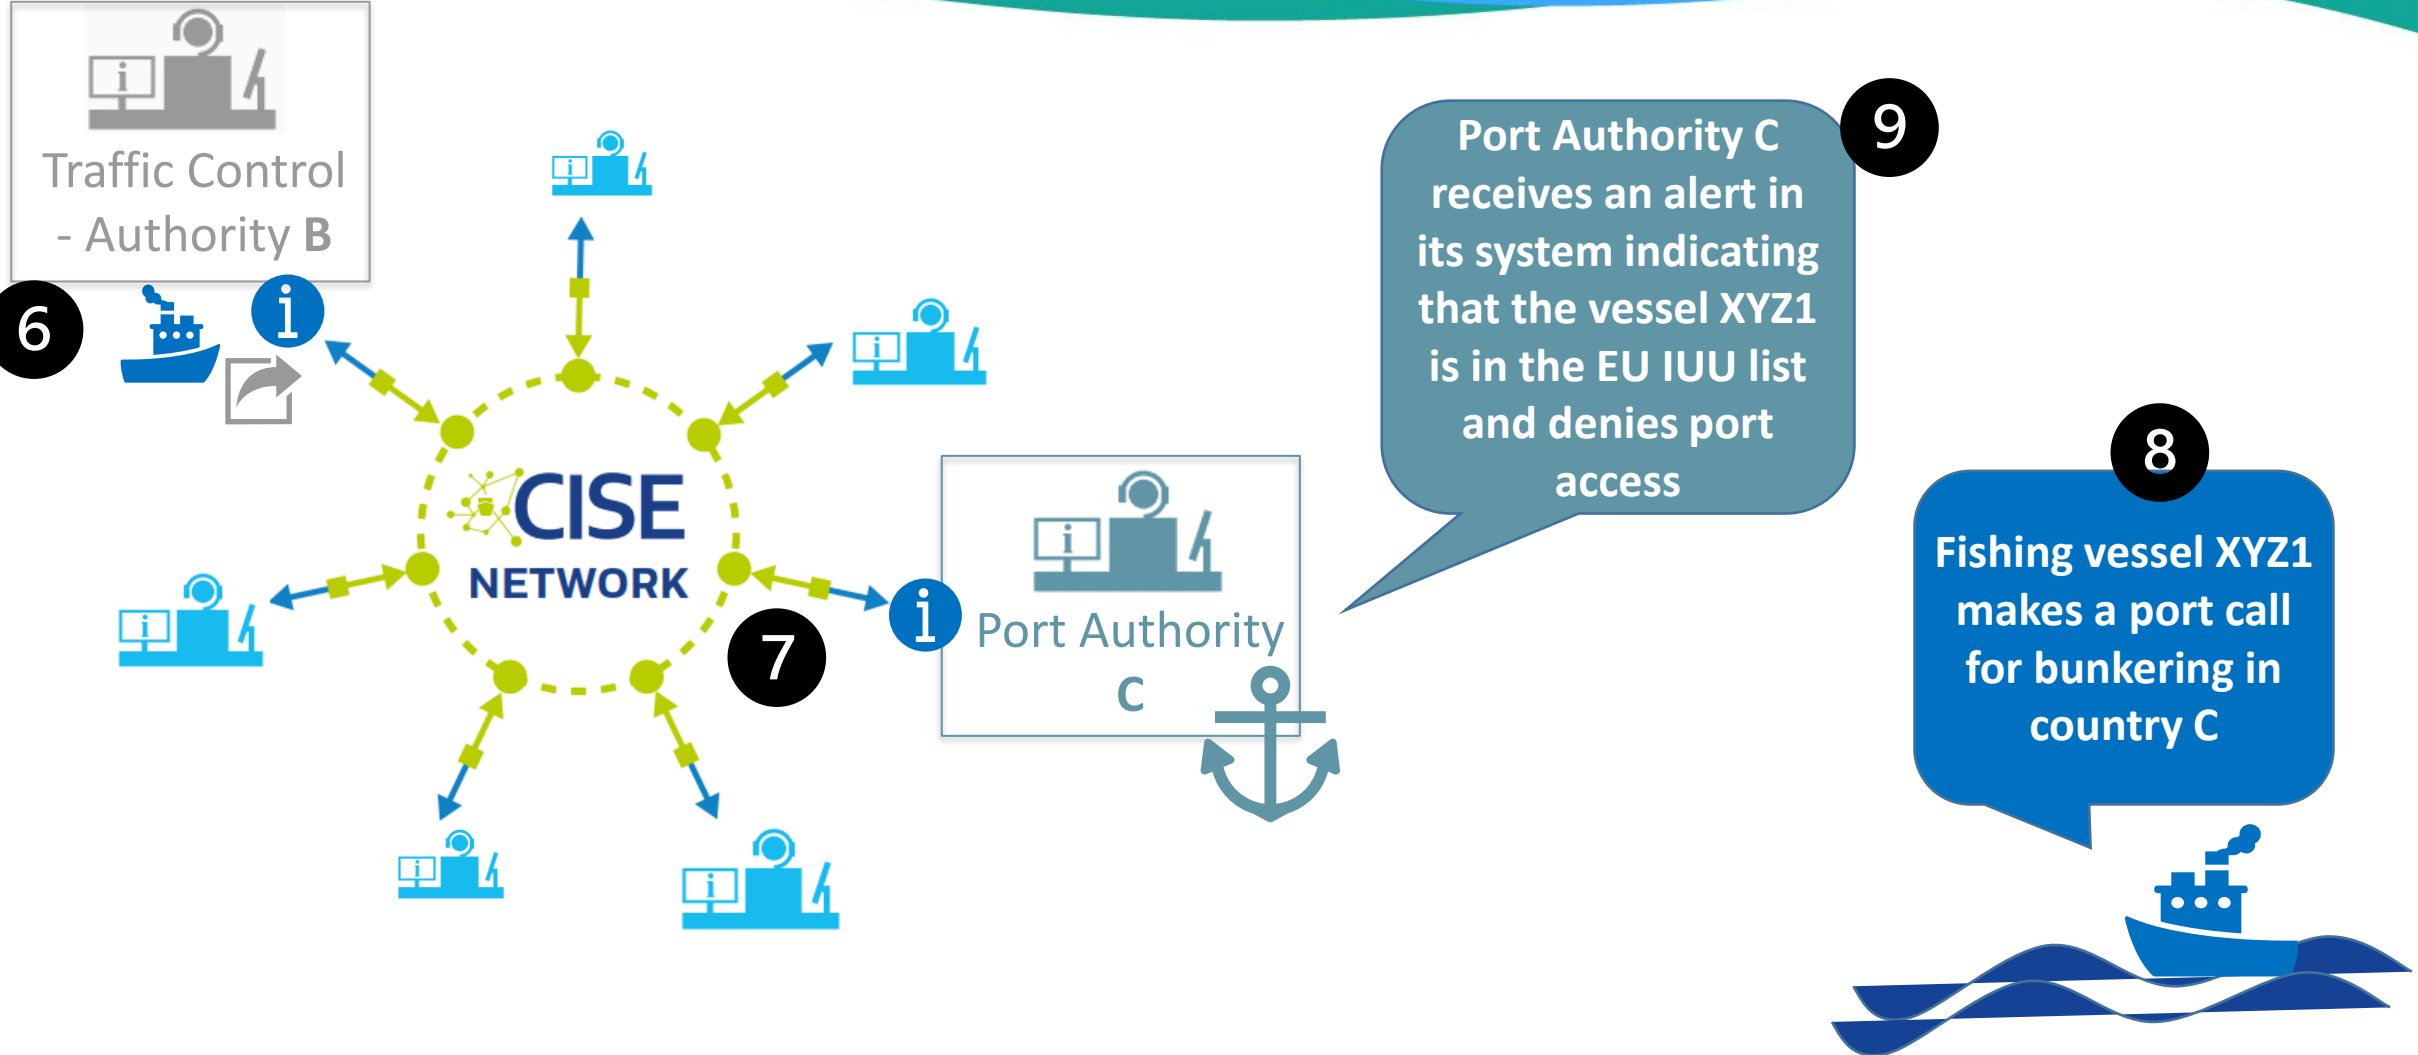 Traffic Control
- Authority B
6
i
CISE
NETWORK
7
i
Port Authority
C
Port Authority C
receives an alert in
its system indicating
that the vessel XYZ1
is in the EU IUU list
and denies port
access
9
8
Fishing vessel XYZ1
makes a port call
for bunkering in
country C